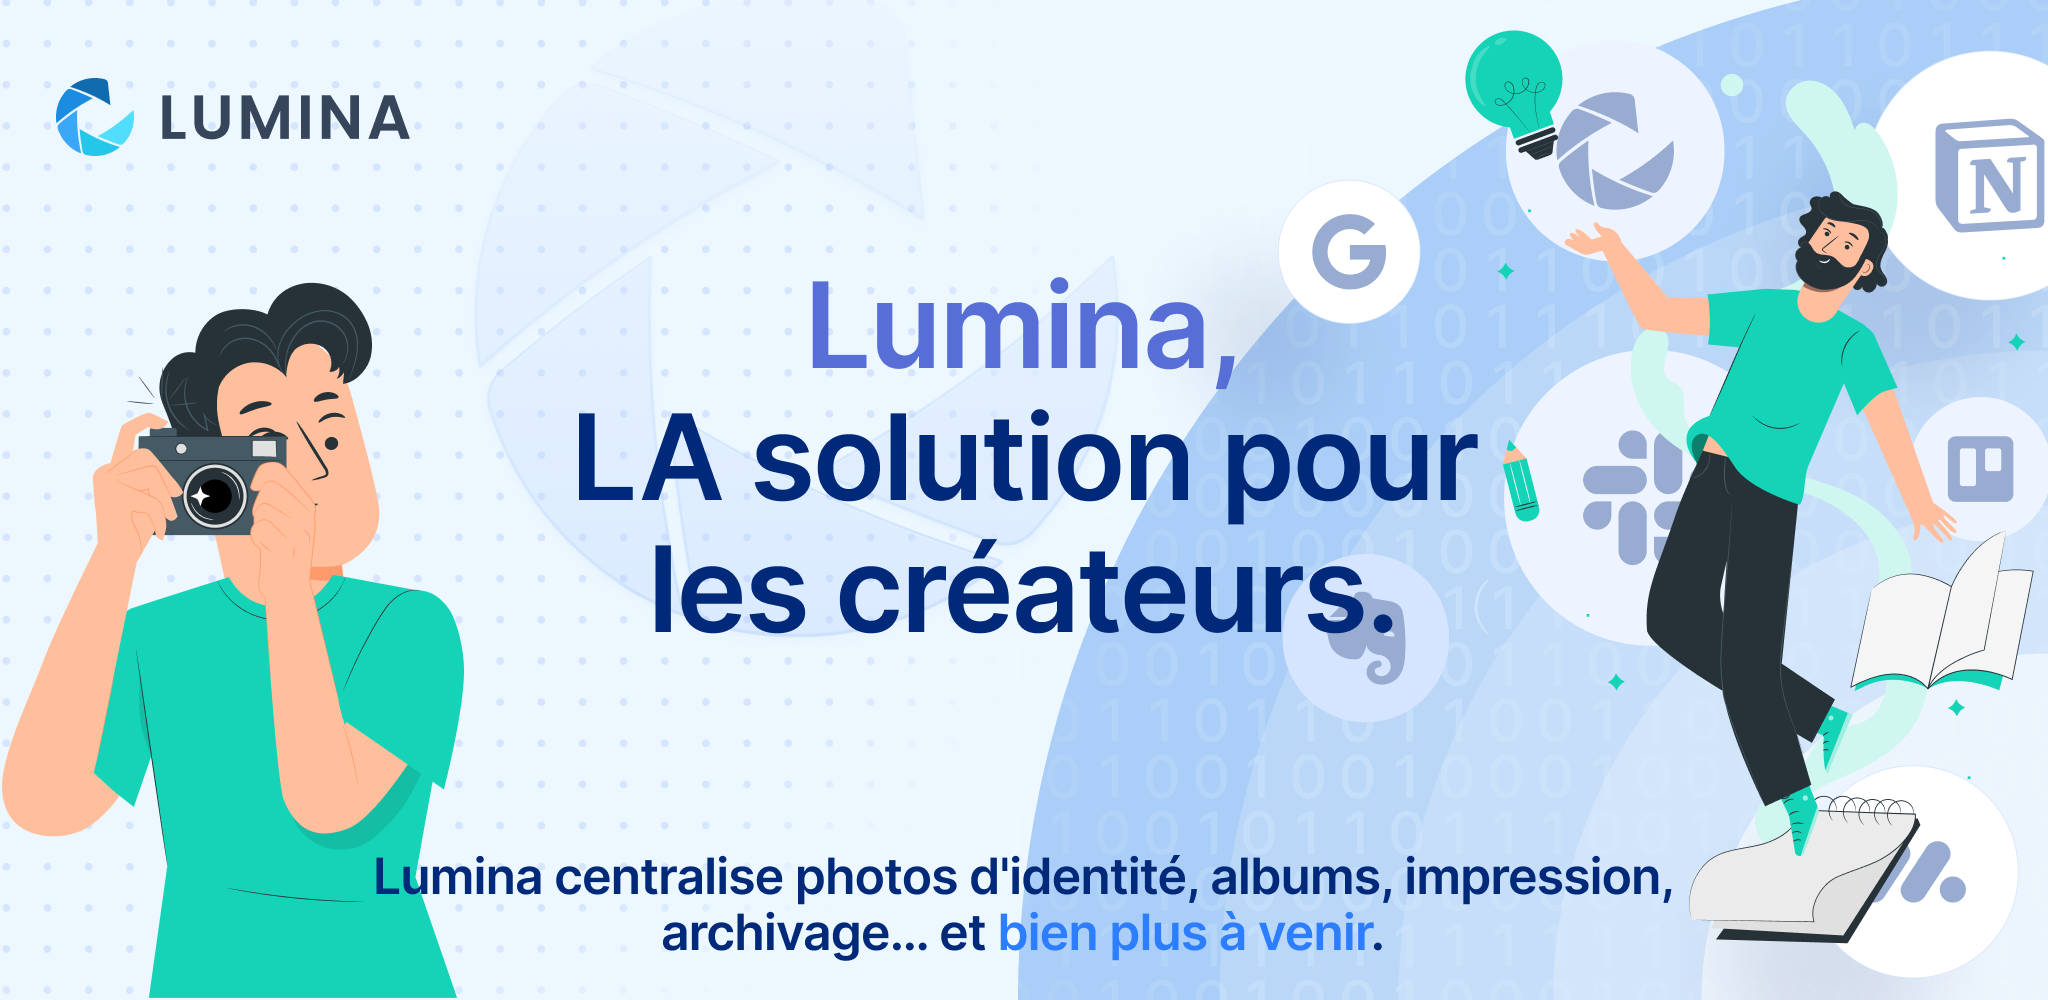 LUMINA
Lumina,
LA solution pour
les créateurs.
Lumina centralise photos d'identité, albums, impression,
archivage... et bien plus à venir.
G
N